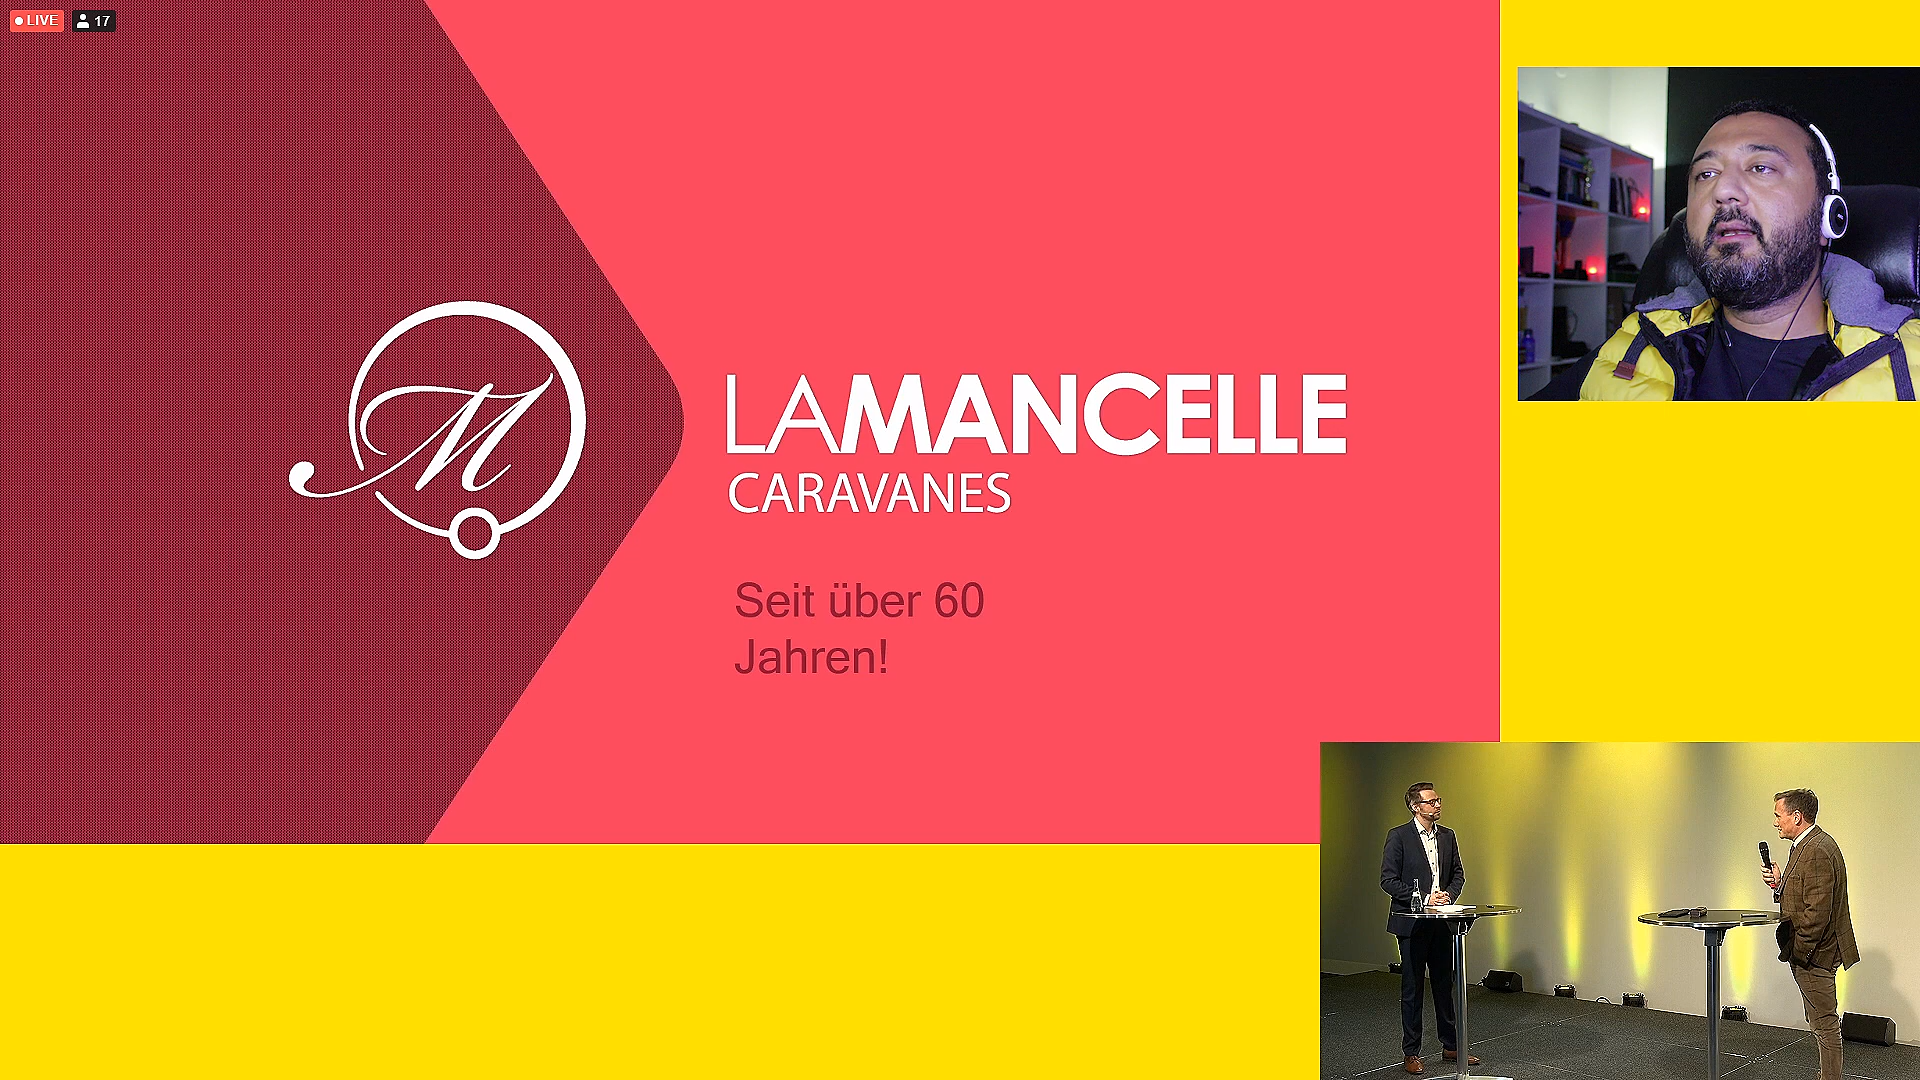 LIVE
17
M
LAMANCELLE
CARAVANES
Seit über 60
Jahren!